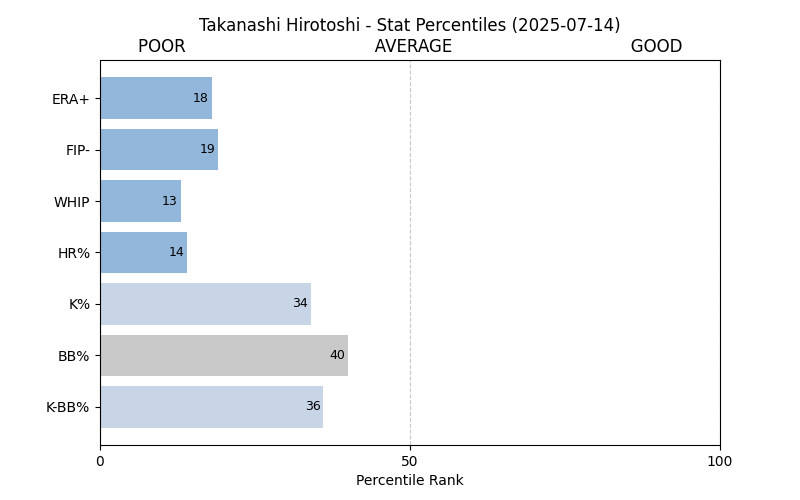 Takanashi Hirotoshi - Stat Percentiles (2025-07-14)
POOR AVERAGE GOOD
ERA+ 18
FIP- 19
WHIP 13
HR% 14
K% 34
BB% 40
K-BB% 36
0 50 100
Percentile Rank